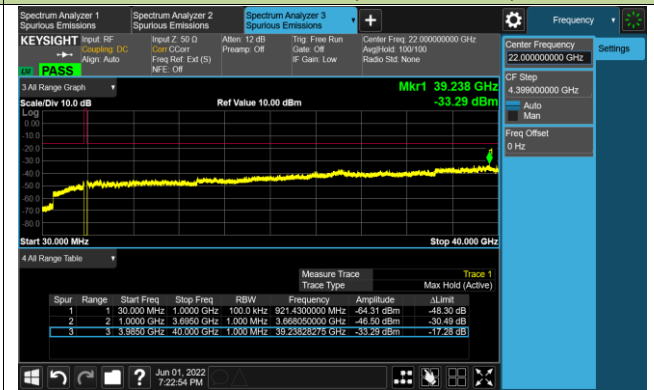 Spectrum Analyzer 1
Spurious Emissions
Spectrum Analyzer 2
Spurious Emissions
Spectrum Analyzer 3
Spurious Emissions
Frequency
KEYSIGHT
Input: RF
Coupling: DC
Align: Auto
Input Z: 50 Ω
Corr CCorr
Freq Ref: Ext (S)
NFE: Off
Atten: 12 dB
Preamp: Off
Trig: Free Run
Gate: Off
IF Gain: Low
Center Freq: 22.000000000 GHz
Avg|Hold: 100/100
Radio Std: None
PASS
Center Frequency
22.000000000 GHz
Settings
CF Step
4.399000000 GHz
Auto
Man
Freq Offset
0 Hz
3 All Range Graph
Mkr1 39.238 GHz
Scale/Div 10.0 dB
Ref Value 10.00 dBm
-33.29 dBm
Log
0.00
-10.0
-20.0
-30.0
-40.0
-50.0
-60.0
-70.0
-80.0
Start 30.000 MHz
Stop 40.000 GHz
4 All Range Table
Measure Trace Trace 1
Trace Type Max Hold (Active)
Spur Range Start Freq Stop Freq RBW Frequency Amplitude ΔLimit
1 1 30.000 MHz 1.0000 GHz 100.0 kHz 921.4300000 MHz -64.31 dBm -48.30 dB
2 2 1.0000 GHz 3.6950 GHz 1.000 MHz 3.668050000 GHz -46.50 dBm -30.49 dB
3 3 3.9850 GHz 40.000 GHz 1.000 MHz 39.23828275 GHz -33.29 dBm -17.28 dB
Jun 01, 2022
7:22:54 PM